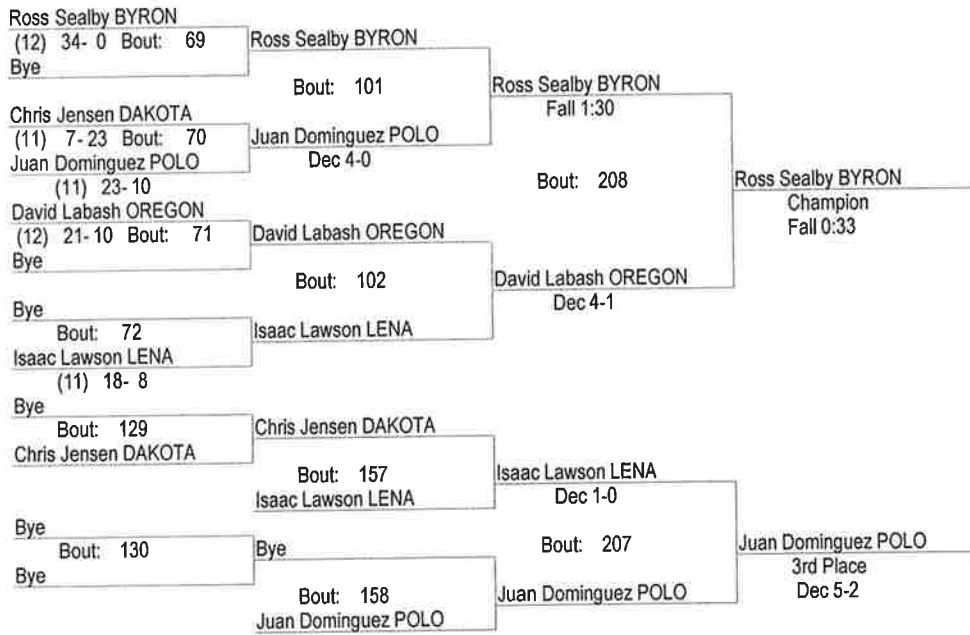 Ross Sealby BYRON
(12) 34- 0 Bout: 69
Bye
Ross Sealby BYRON
Bout: 101
Chris Jensen DAKOTA
(11) 7- 23 Bout: 70
Juan Dominguez POLO
(11) 23- 10
Juan Dominguez POLO
Dec 4-0
Ross Sealby BYRON
Fall 1:30
Bout: 208
David Labash OREGON
(12) 21- 10 Bout: 71
Bye
David Labash OREGON
Bout: 102
Bye
Bout: 72
Isaac Lawson LENA
(11) 18- 8
Isaac Lawson LENA
David Labash OREGON
Dec 4-1
Ross Sealby BYRON
Champion
Fall 0:33
Bye
Bout: 129
Chris Jensen DAKOTA
Chris Jensen DAKOTA
Bout: 157
Isaac Lawson LENA
Isaac Lawson LENA
Dec 1-0
Bout: 207
Bye
Bout: 130
Bye
Bye
Bout: 158
Juan Dominguez POLO
Juan Dominguez POLO
Juan Dominguez POLO
3rd Place
Dec 5-2